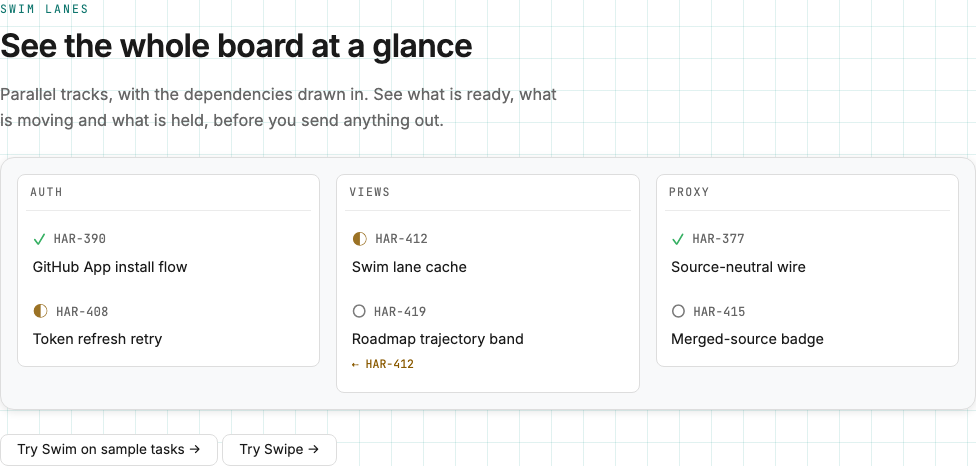 SWIM LANES
See the whole board at a glance
Parallel tracks, with the dependencies drawn in. See what is ready, what
is moving and what is held, before you send anything out.
AUTH
✓ HAR-390
GitHub App install flow
HAR-408
Token refresh retry
VIEWS
HAR-412
Swim lane cache
HAR-419
Roadmap trajectory band
← HAR-412
PROXY
✓ HAR-377
Source-neutral wire
HAR-415
Merged-source badge
Try Swim on sample tasks →
Try Swipe →